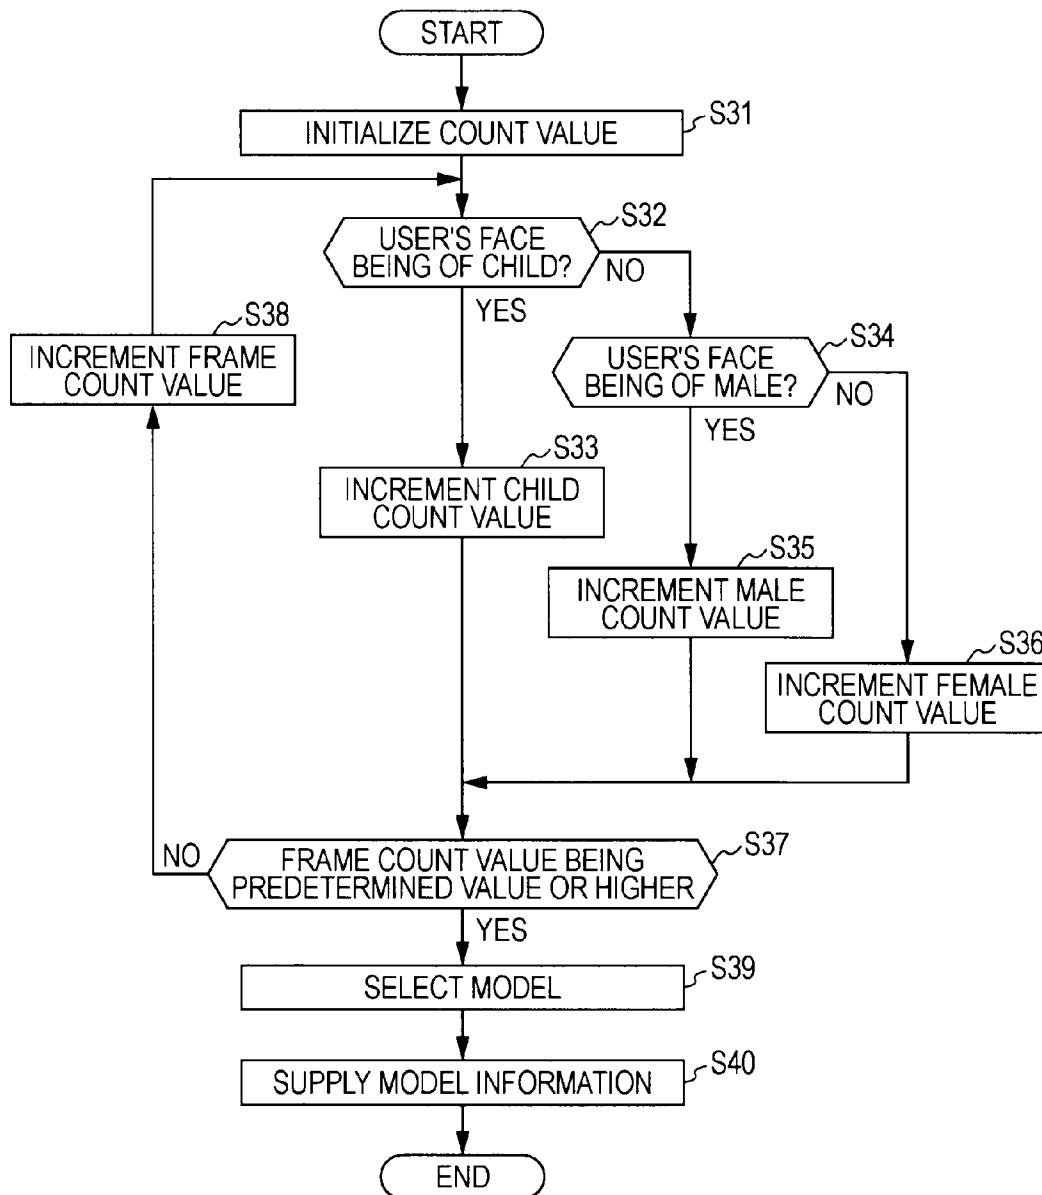 START
INITIALIZE COUNT VALUE
S31
USER'S FACE
BEING OF CHILD?
S32
NO
YES
S38
INCREMENT FRAME
COUNT VALUE
USER'S FACE
BEING OF MALE?
S34
NO
YES
S33
INCREMENT CHILD
COUNT VALUE
S35
INCREMENT MALE
COUNT VALUE
S36
INCREMENT FEMALE
COUNT VALUE
NO
FRAME COUNT VALUE BEING
PREDETERMINED VALUE OR HIGHER
S37
YES
SELECT MODEL
S39
SUPPLY MODEL INFORMATION
S40
END